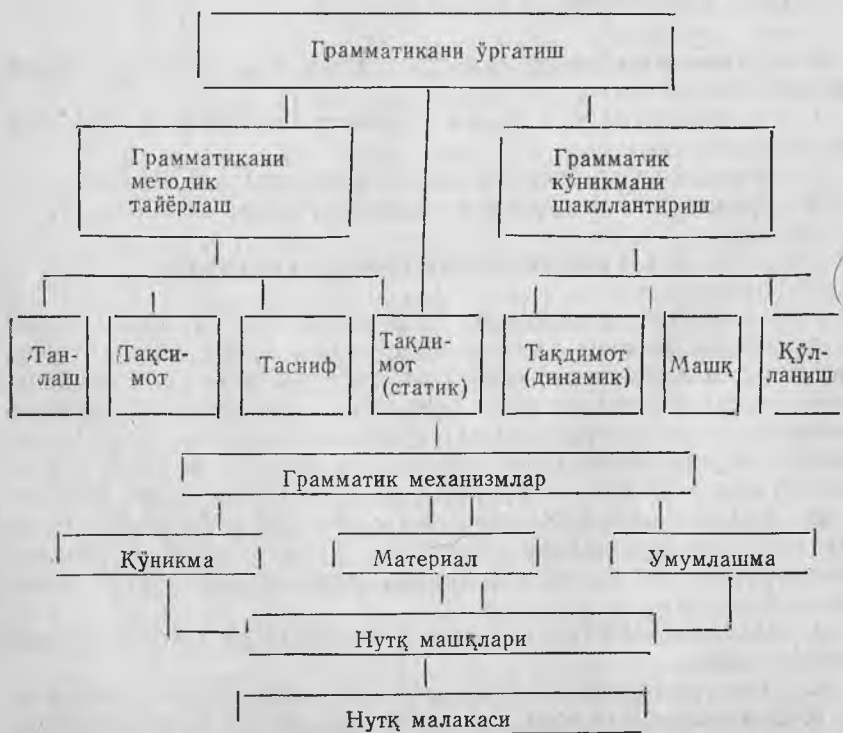 Грамматикани ўргатиш
Грамматикани
методик
тайёрлаш
Грамматик
кўникмани
шакллантириш
Тан-
лаш
Тақси-
мот
Тасниф
Тақди-
мот
(статик)
Тақдимот
(динамик)
Машқ
Қўл-
ланиш
Грамматик механизмлар
Кўникма
Материал
Умумлашма
Нутқ машқлари
Нутқ малакаси